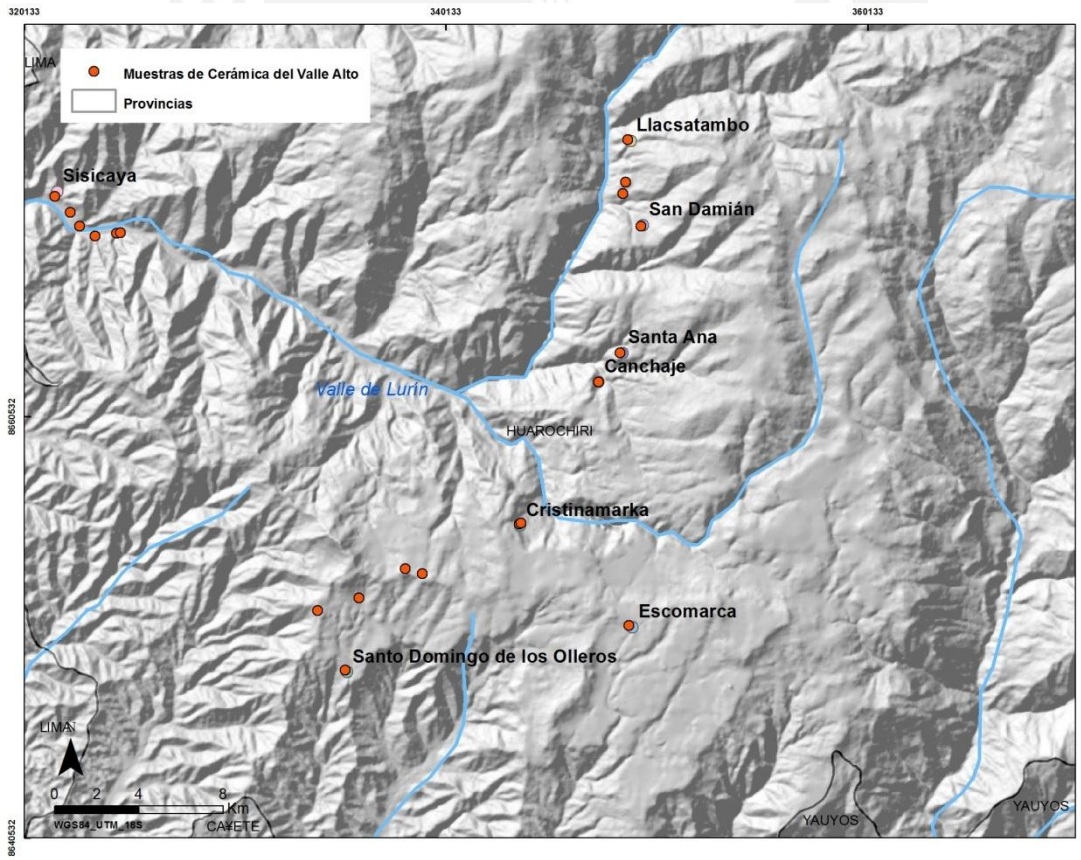 320133
340133
360133
LIMA
Muestras de Cerámica del Valle Alto
Provincias
Llacsatambo
Sisicaya
San Damián
Santa Ana
Canchaje
Valle de Lurín
8660532
HUAROCHIRI
Cristinamarka
Escomarca
Santo Domingo de los Olleros
LIMA
N
0 2 4 8
Km
WGS84_UTM_18S
CA¥ETE
YAUYOS
YAUYOS
8640532